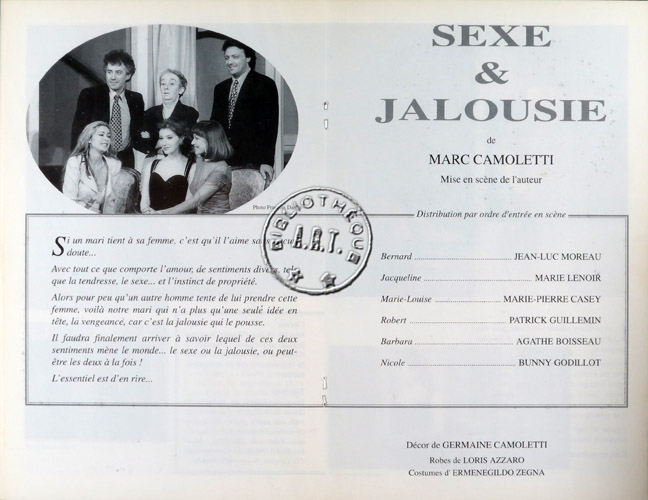 Photo Fr
Si un mari tient à sa femme, c'est qu'il l'aime sans
doute...
Avec tout ce que comporte l'amour, de sentiments divers, tels
que la tendresse, le sexe... et l'instinct de propriété.
Alors pour peu qu'un autre homme tente de lui prendre cette
femme, voilà notre mari qui n'a plus qu'une seule idée en
tête, la vengeance, car c'est la jalousie qui le pousse.
Il faudra finalement arriver à savoir lequel de ces deux
sentiments mène le monde... le sexe ou la jalousie, ou peut-
être les deux à la fois !
L'essentiel est d'en rire...
BIBLIOTHÈQUE
A.R.T.
SEXE
&
JALOUSIE
de
MARC CAMOLETTI
Mise en scène de l'auteur
Distribution par ordre d'entrée en scène
Bernard JEAN-LUC MOREAU
Jacqueline MARIE LENOIR
Marie-Louise MARIE-PIERRE CASEY
Robert PATRICK GUILLEMIN
Barbara AGATHE BOISSEAU
Nicole BUNNY GODILLOT
Décor de GERMAINE CAMOLETTI
Robes de LORIS AZZARO
Costumes d' ERMENEGILDO ZEGNA